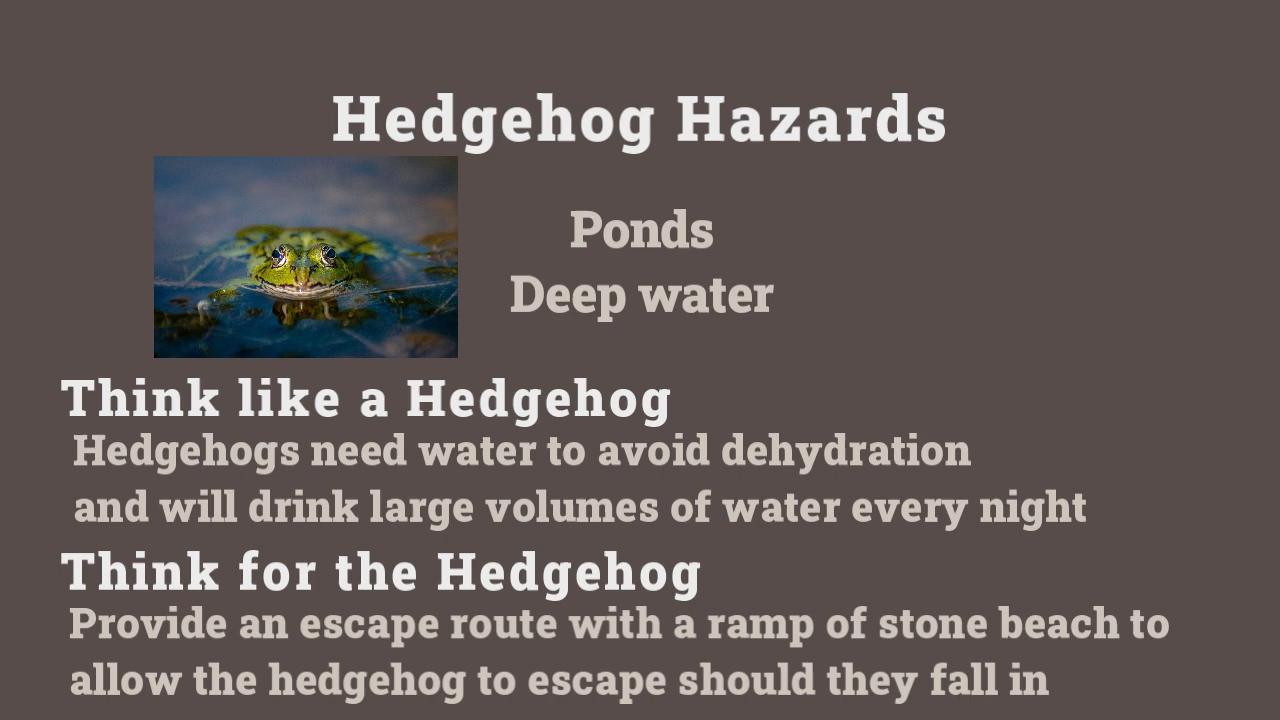 Hedgehog Hazards
Ponds
Deep water
Think like a Hedgehog
Hedgehogs need water to avoid dehydration
and will drink large volumes of water every night
Think for the Hedgehog
Provide an escape route with a ramp of stone beach to
allow the hedgehog to escape should they fall in